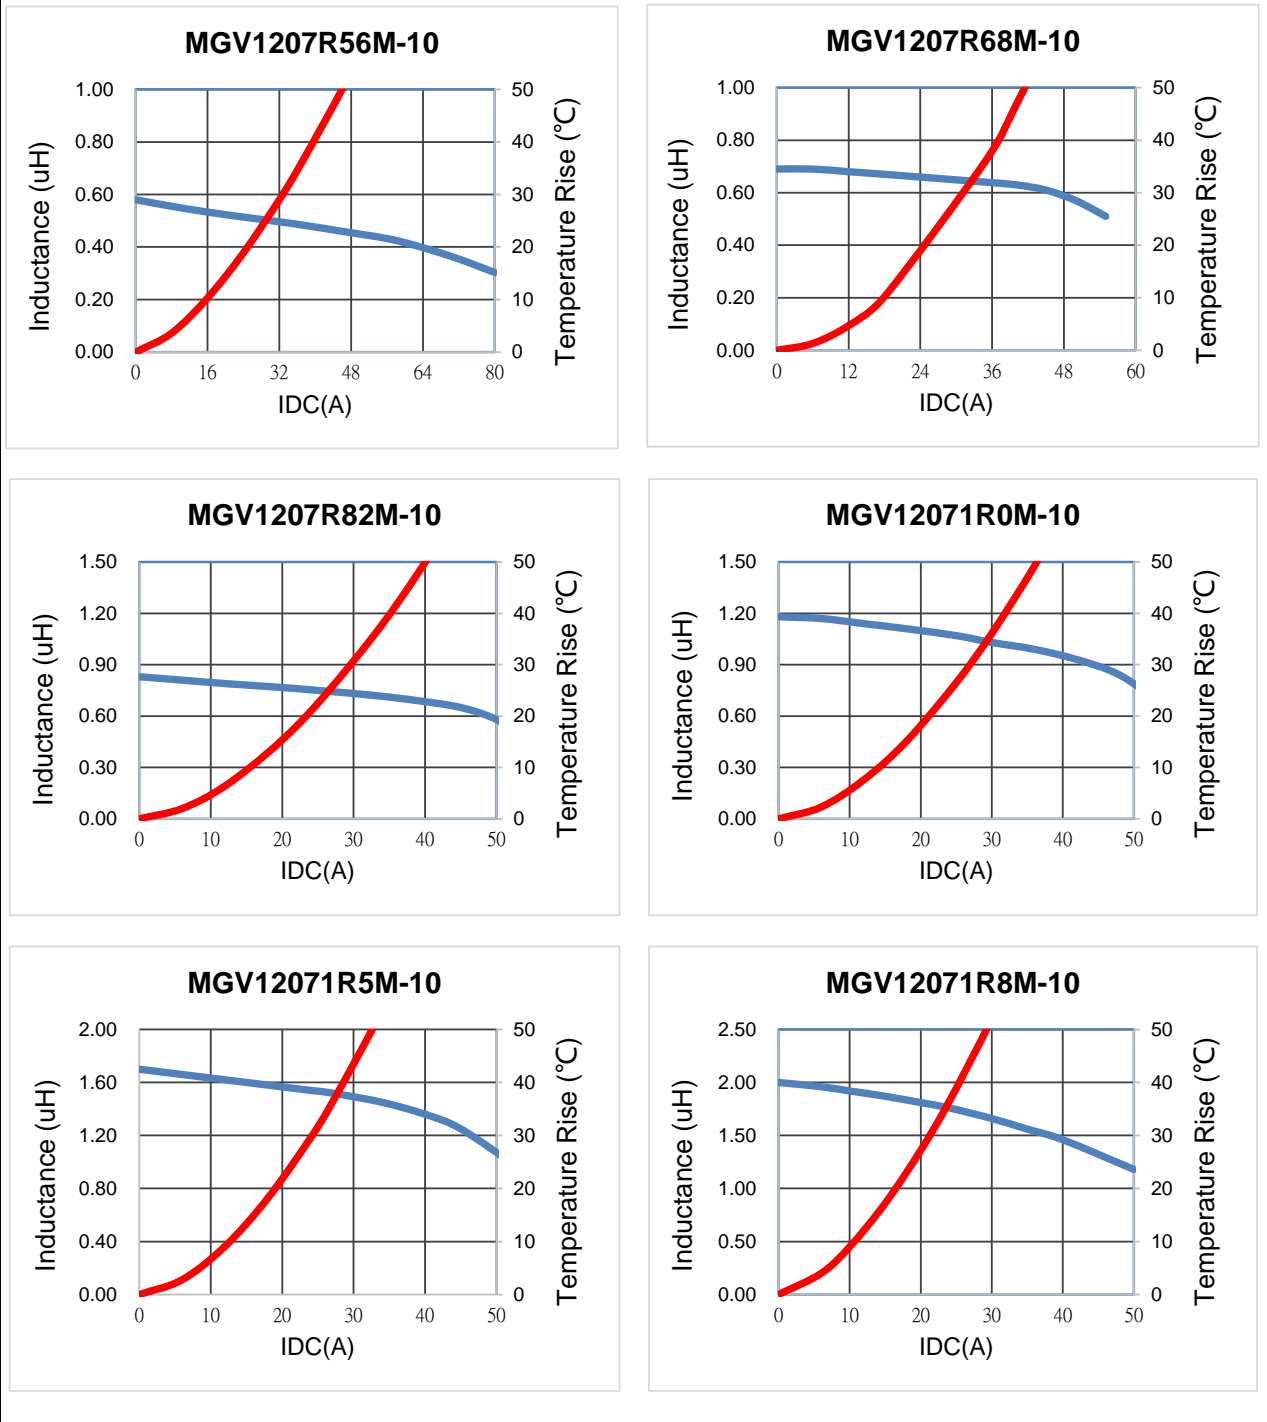 MGV1207R56M-10
1.00
0.80
0.60
0.40
0.20
0.00
50
40
30
20
10
0
0 16 32 48 64 80
Inductance (uH)
Temperature Rise (℃)
IDC(A)
MGV1207R68M-10
1.00
0.80
0.60
0.40
0.20
0.00
50
40
30
20
10
0
0 12 24 36 48 60
Inductance (uH)
Temperature Rise (℃)
IDC(A)
MGV1207R82M-10
1.50
1.20
0.90
0.60
0.30
0.00
50
40
30
20
10
0
0 10 20 30 40 50
Inductance (uH)
Temperature Rise (℃)
IDC(A)
MGV12071R0M-10
1.50
1.20
0.90
0.60
0.30
0.00
50
40
30
20
10
0
0 10 20 30 40 50
Inductance (uH)
Temperature Rise (℃)
IDC(A)
MGV12071R5M-10
2.00
1.60
1.20
0.80
0.40
0.00
50
40
30
20
10
0
0 10 20 30 40 50
Inductance (uH)
Temperature Rise (℃)
IDC(A)
MGV12071R8M-10
2.50
2.00
1.50
1.00
0.50
0.00
50
40
30
20
10
0
0 10 20 30 40 50
Inductance (uH)
Temperature Rise (℃)
IDC(A)